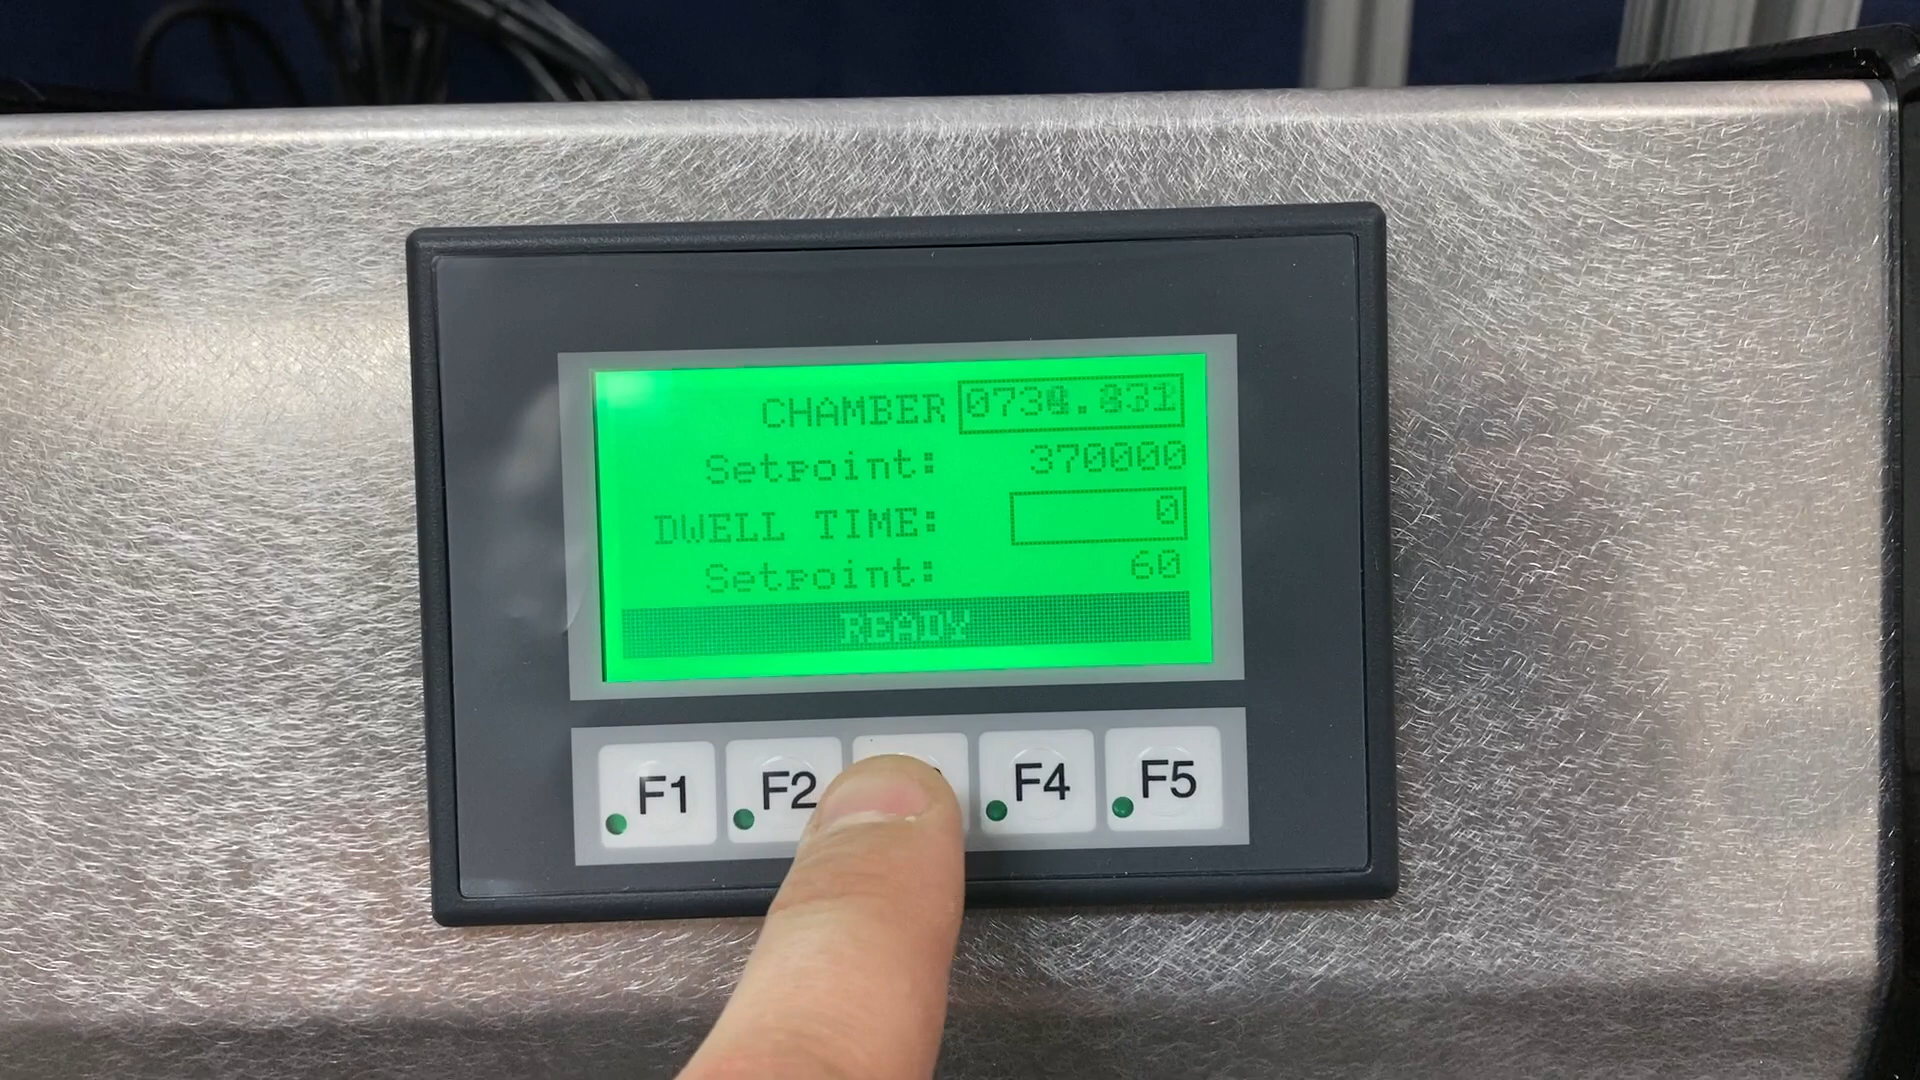 CHAMBER
Setpoint: 370000
DWELL TIME: 0
Setpoint: 60
READY
F1 F2 F4 F5